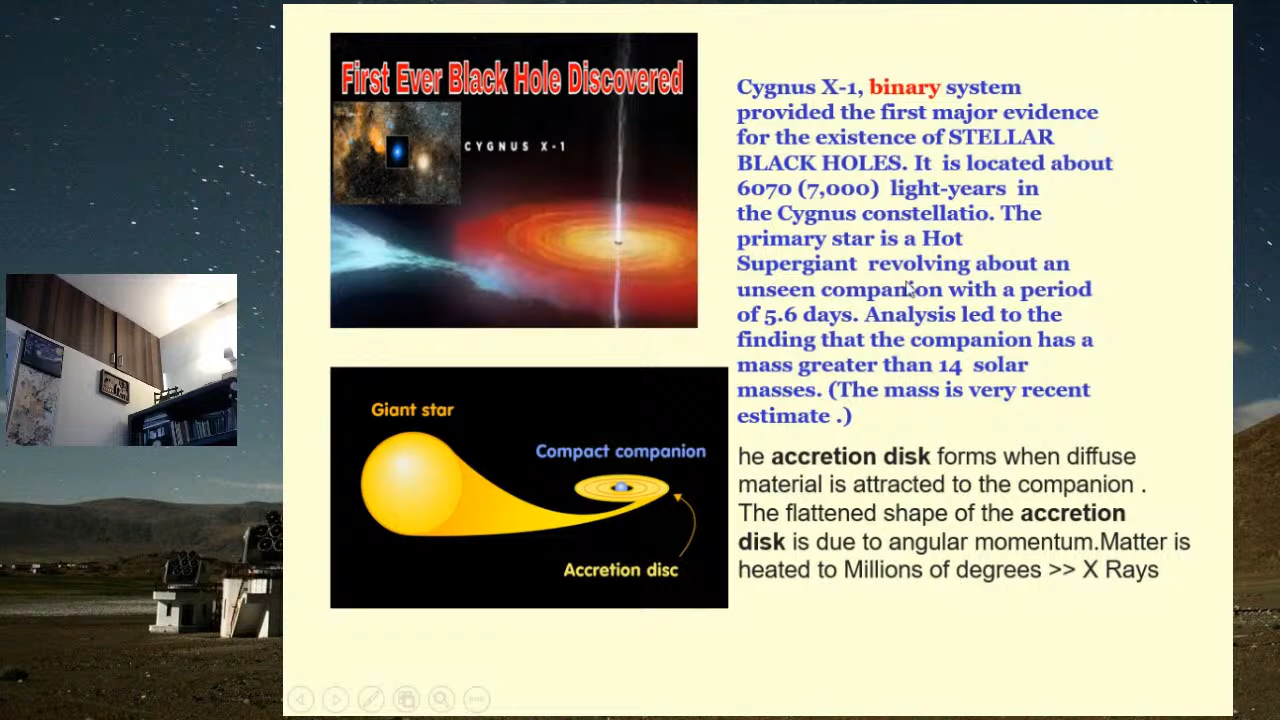 First Ever Black Hole Discovered
CYGNUS X-1
Cygnus X-1, binary system
provided the first major evidence
for the existence of STELLAR
BLACK HOLES. It is located about
6070 (7,000) light-years in
the Cygnus constellatio. The
primary star is a Hot
Supergiant revolving about an
unseen companion with a period
of 5.6 days. Analysis led to the
finding that the companion has a
mass greater than 14 solar
masses. (The mass is very recent
estimate .)
Giant star
Compact companion
Accretion disc
he accretion disk forms when diffuse
material is attracted to the companion .
The flattened shape of the accretion
disk is due to angular momentum.Matter is
heated to Millions of degrees >> X Rays